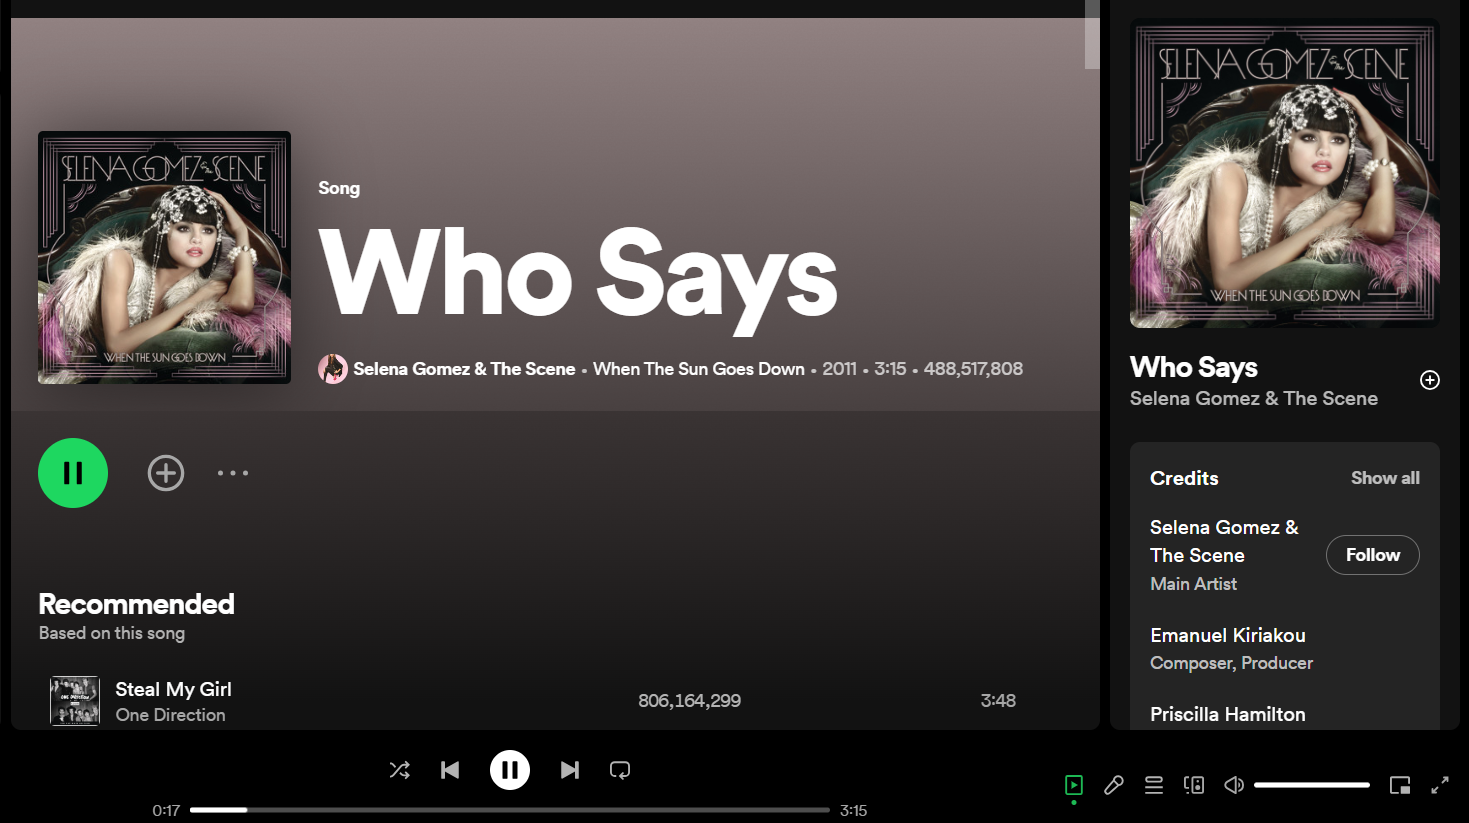 SELENA GOMEZ & THE SCENE
WHEN THE SUN GOES DOWN
Song
Who Says
Selena Gomez & The Scene • When The Sun Goes Down • 2011 • 3:15 • 488,517,808
Recommended
Based on this song
ONE DIRECTION
Steal My Girl
One Direction
806,164,299
3:48
SELENA GOMEZ & THE SCENE
WHEN THE SUN GOES DOWN
Who Says
Selena Gomez & The Scene
Credits
Show all
Selena Gomez &
The Scene
Follow
Main Artist
Emanuel Kiriakou
Composer, Producer
Priscilla Hamilton
0:17
3:15